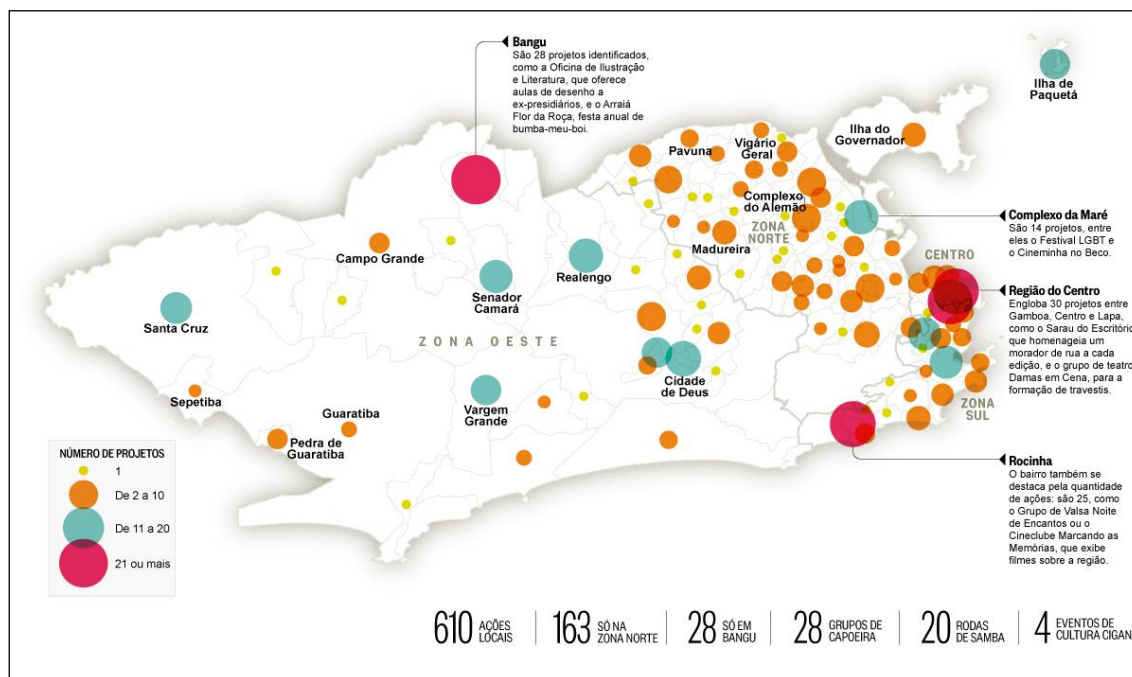 Bangu
São 28 projetos identificados,
como a Oficina de Ilustração
e Literatura, que oferece
aulas de desenho a
ex-presidiários, e o Arraiá
Flor da Roça, festa anual de
bumba-meu-boi.
Ilha de
Paquetá
Ilha do
Governador
Pavuna
Vigário
Geral
Complexo
do Alemão
ZONA
NORTE
Madureira
Complexo da Maré
São 14 projetos, entre
eles o Festival LGBT e
o Cineminha no Beco.
CENTRO
Região do Centro
Engloba 30 projetos entre
Gamboa, Centro e Lapa,
como o Sarau do Escritório
que homenageia um
morador de rua a cada
edição, e o grupo de teatro
Damas em Cena, para a
formação de travestis.
Campo Grande
Realengo
Senador
Camará
Santa Cruz
ZONA OESTE
Cidade
de Deus
Vargem
Grande
Sepetiba
Guaratiba
Pedra de
Guaratiba
ZONA
SUL
Rocinha
O bairro também se
destaca pela quantidade
de ações: são 25, como
o Grupo de Valsa Noite
de Encantos ou o
Cineclube Marcando as
Memórias, que exibe
filmes sobre a região.
NÚMERO DE PROJETOS
1
De 2 a 10
De 11 a 20
21 ou mais
610 AÇÕES LOCAIS
163 SÓ NA ZONA NORTE
28 SÓ EM BANGU
28 GRUPOS DE CAPOEIRA
20 RODAS DE SAMBA
4 EVENTOS DE CULTURA CIGAN